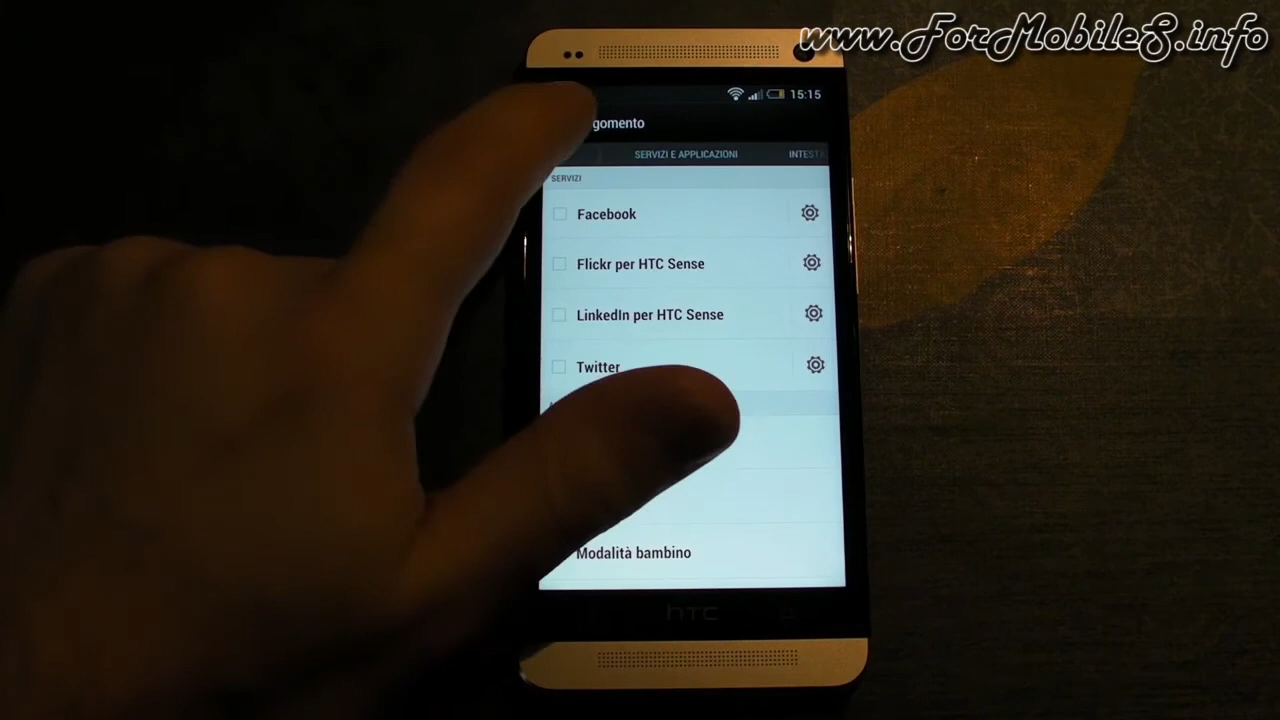 www.ForMobileS.info
15:15
gomento
SERVIZI E APPLICAZIONI
INTESTA
SERVIZI
Facebook
Flickr per HTC Sense
LinkedIn per HTC Sense
Twitter
Modalità bambino
hTC